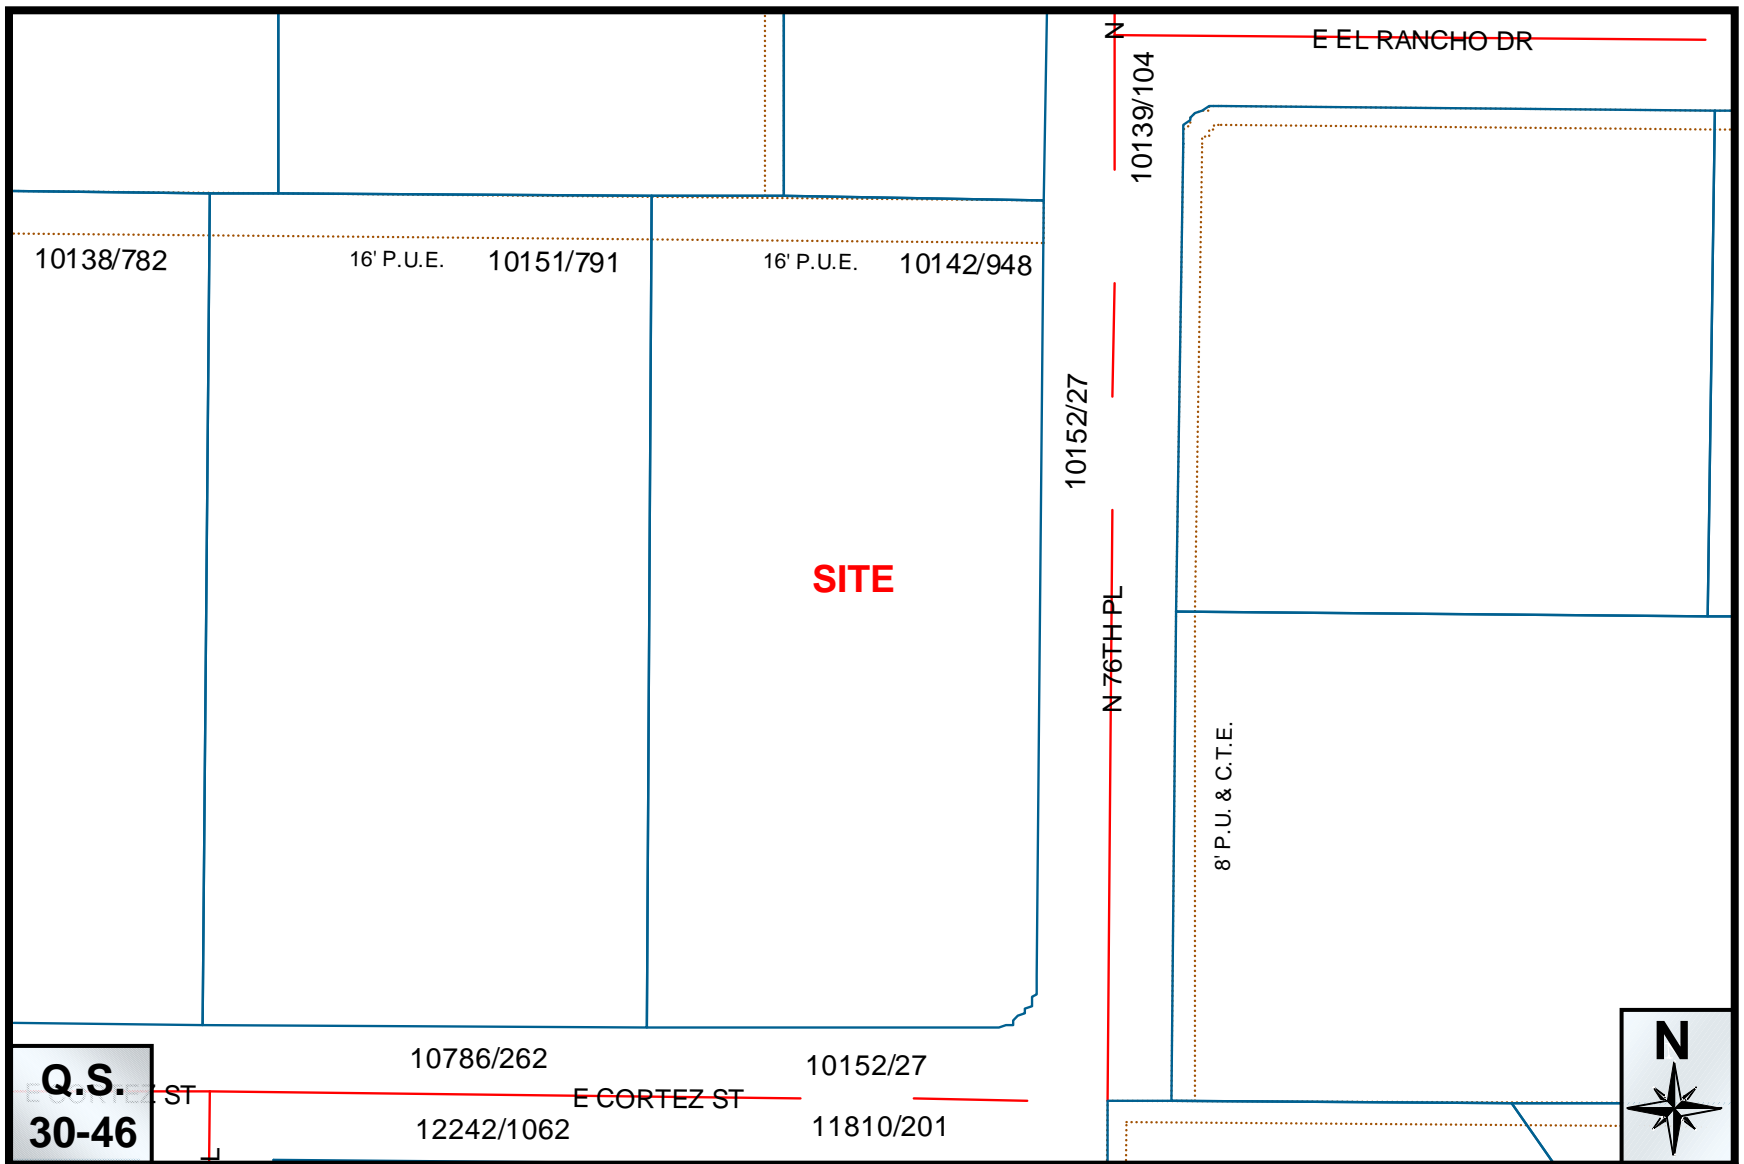 N
E EL RANCHO DR
10139/104
10138/782
16' P.U.E.
10151/791
16' P.U.E.
10142/948
10152/27
SITE
N 76TH PL
8' P.U. & C.T.E.
10786/262
10152/27
E CORTEZ ST
E CORTEZ ST
12242/1062
11810/201
L
Q.S.
30-46
N